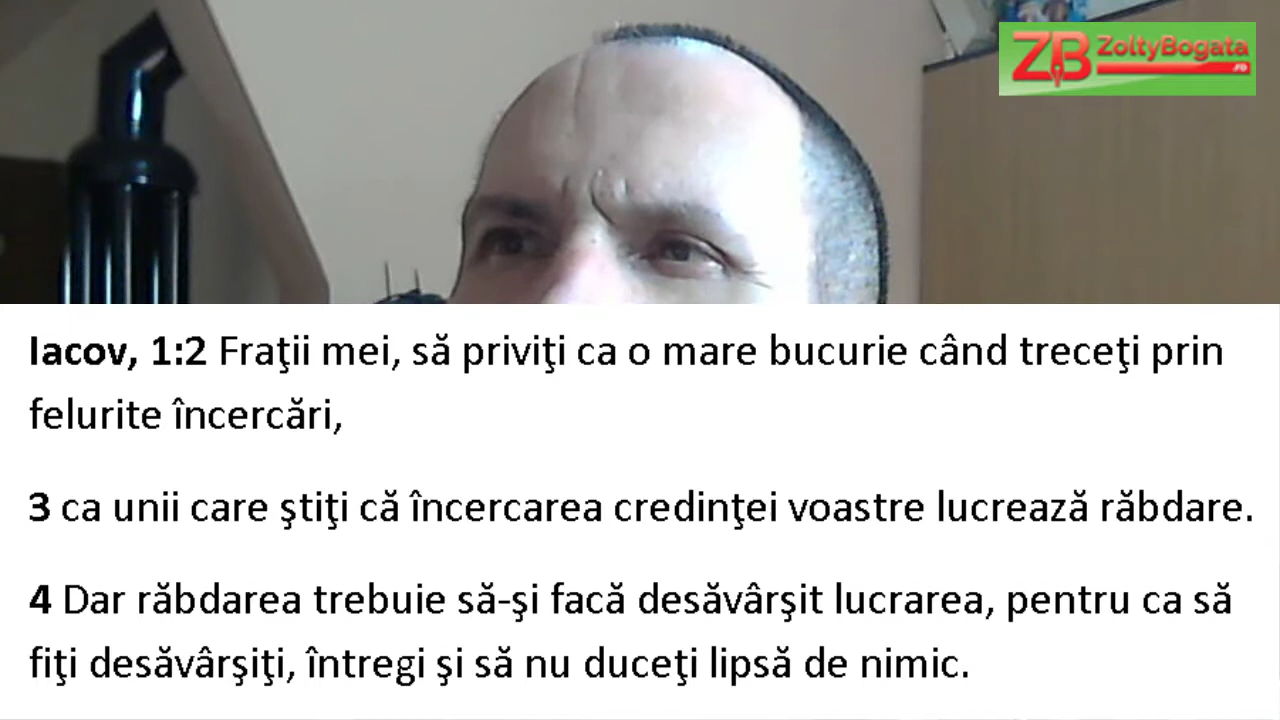 ZB ZoltyBogata
.ro
Iacov, 1:2 Fraţii mei, să priviţi ca o mare bucurie când treceţi prin
felurite încercări,
3 ca unii care ştiţi că încercarea credinţei voastre lucrează răbdare.
4 Dar răbdarea trebuie să-şi facă desăvârşit lucrarea, pentru ca să
fiţi desăvârşiţi, întregi şi să nu duceţi lipsă de nimic.